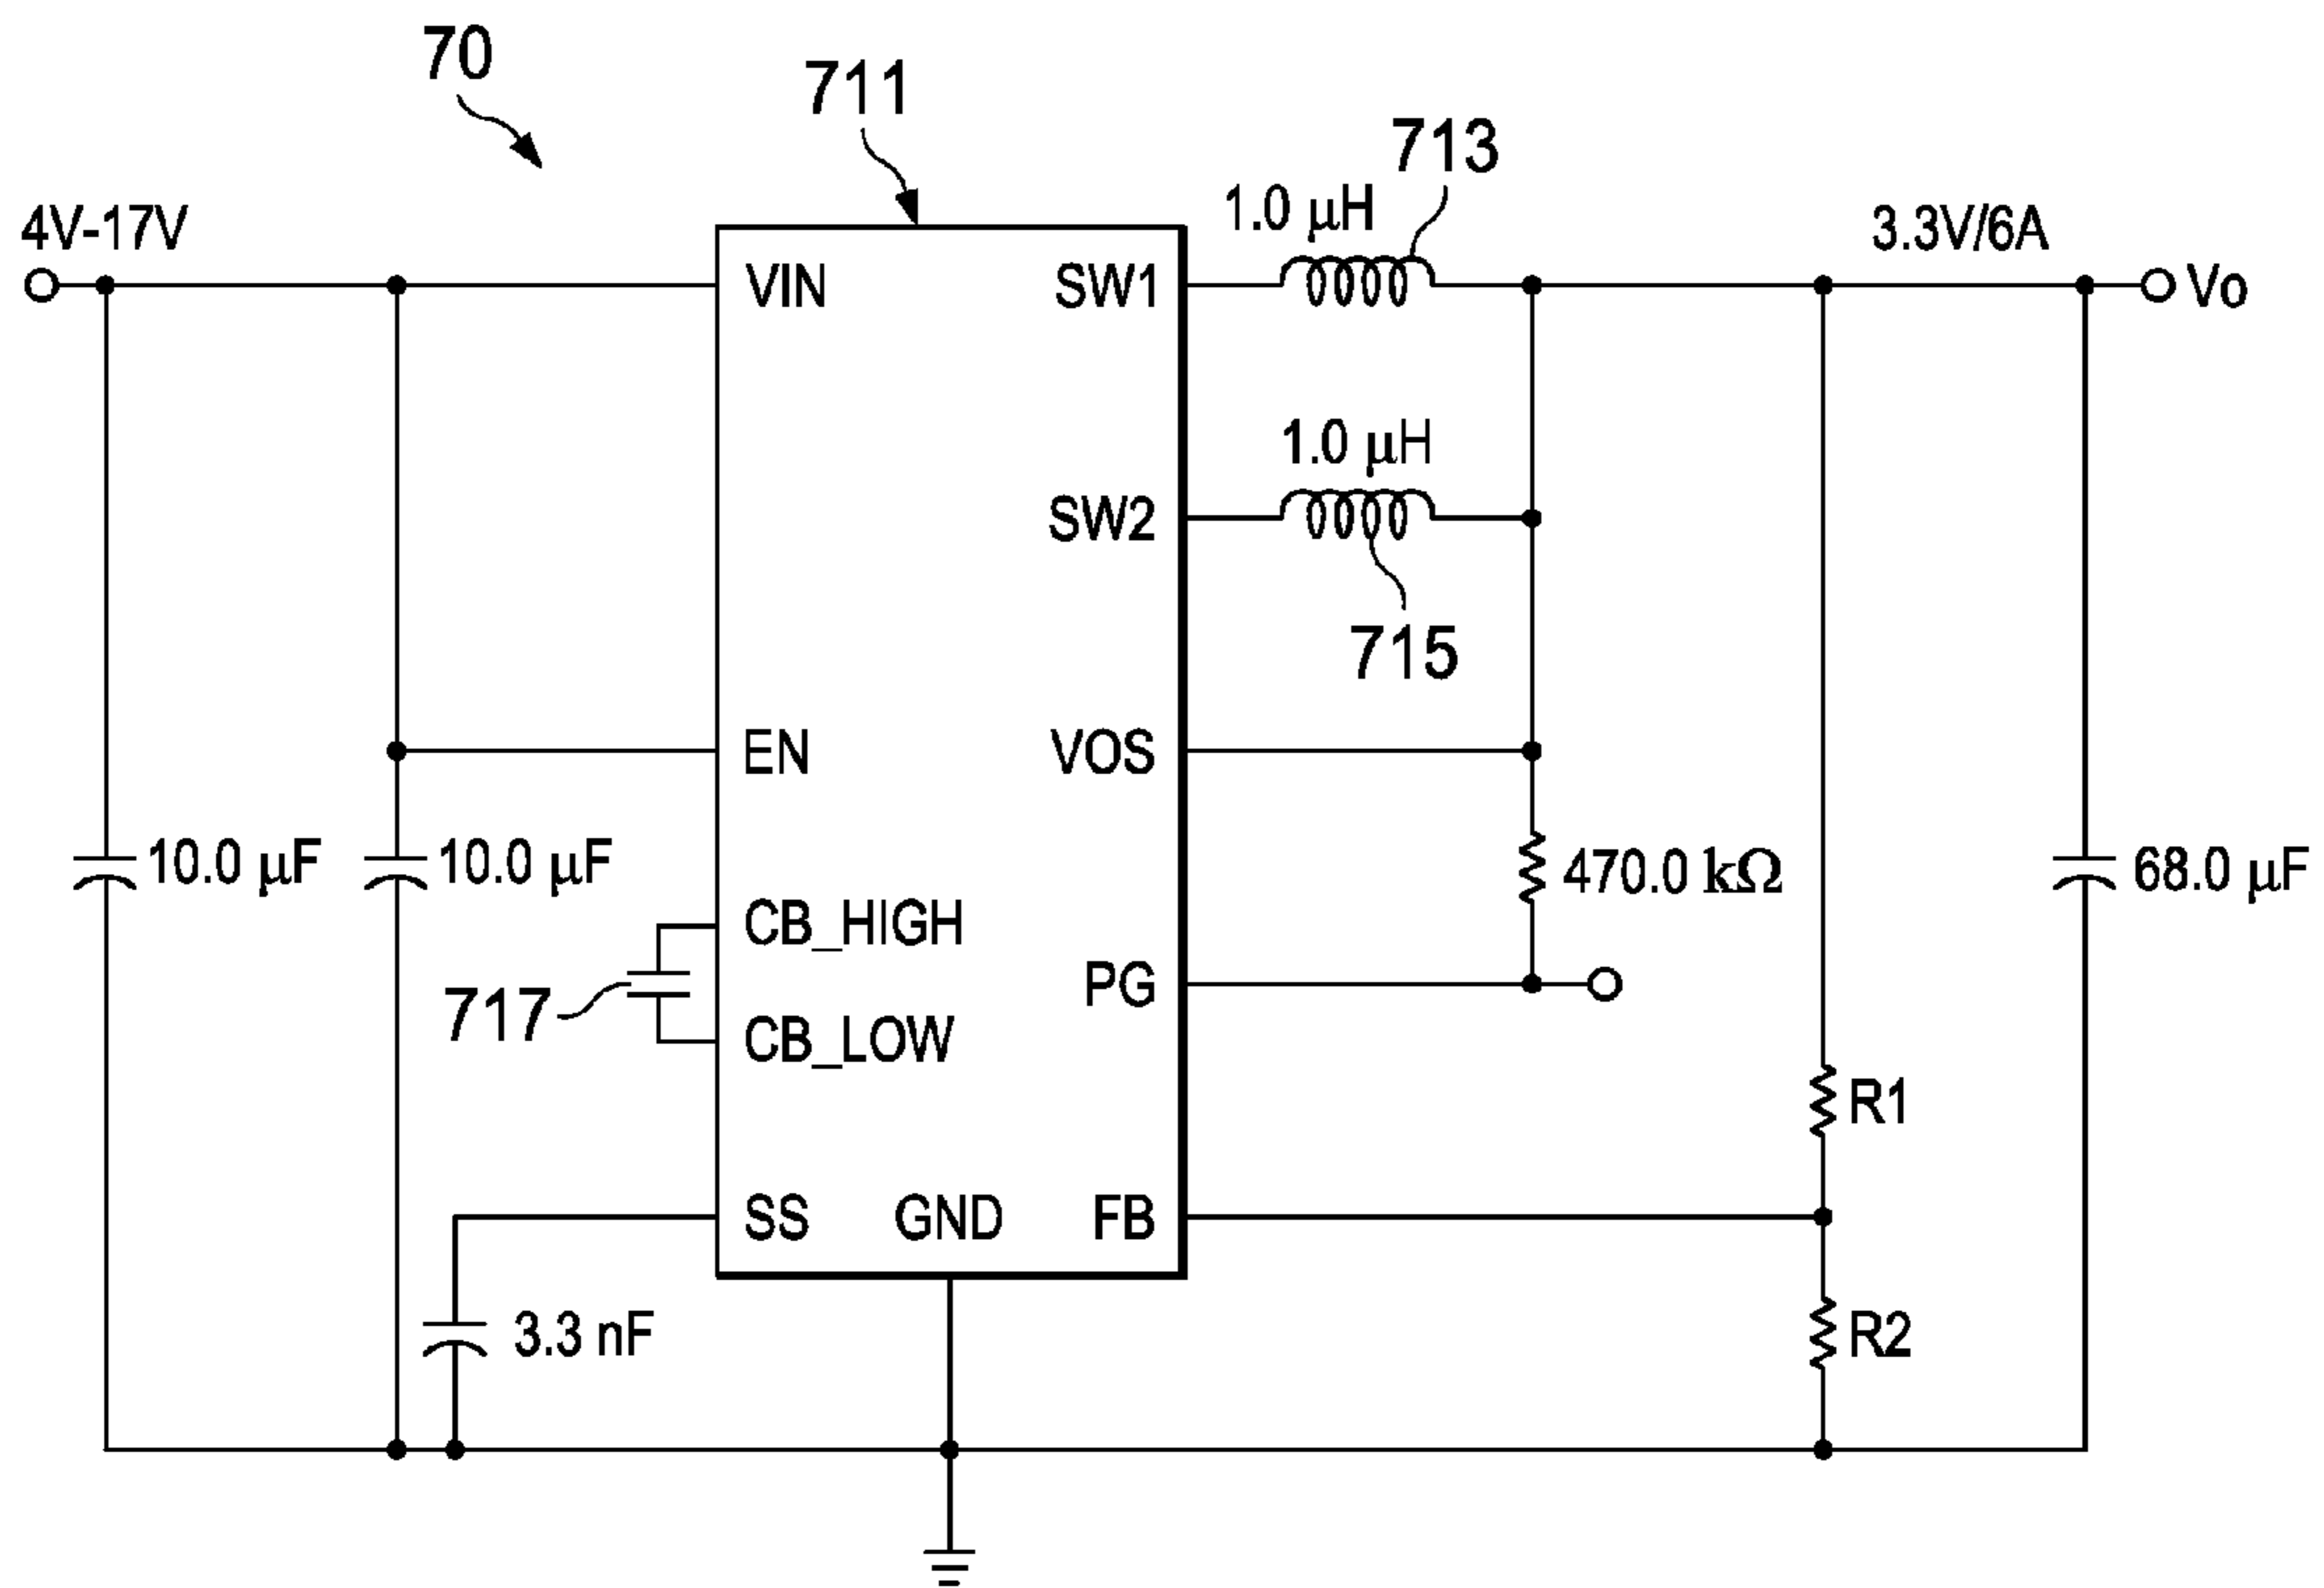 70
711
713
4V-17V
1.0 µH
3.3V/6A
VIN
SW1
Vo
1.0 µH
SW2
715
EN
VOS
10.0 µF
10.0 µF
470.0 kΩ
68.0 µF
CB_HIGH
717
PG
CB_LOW
R1
SS
GND
FB
3.3 nF
R2